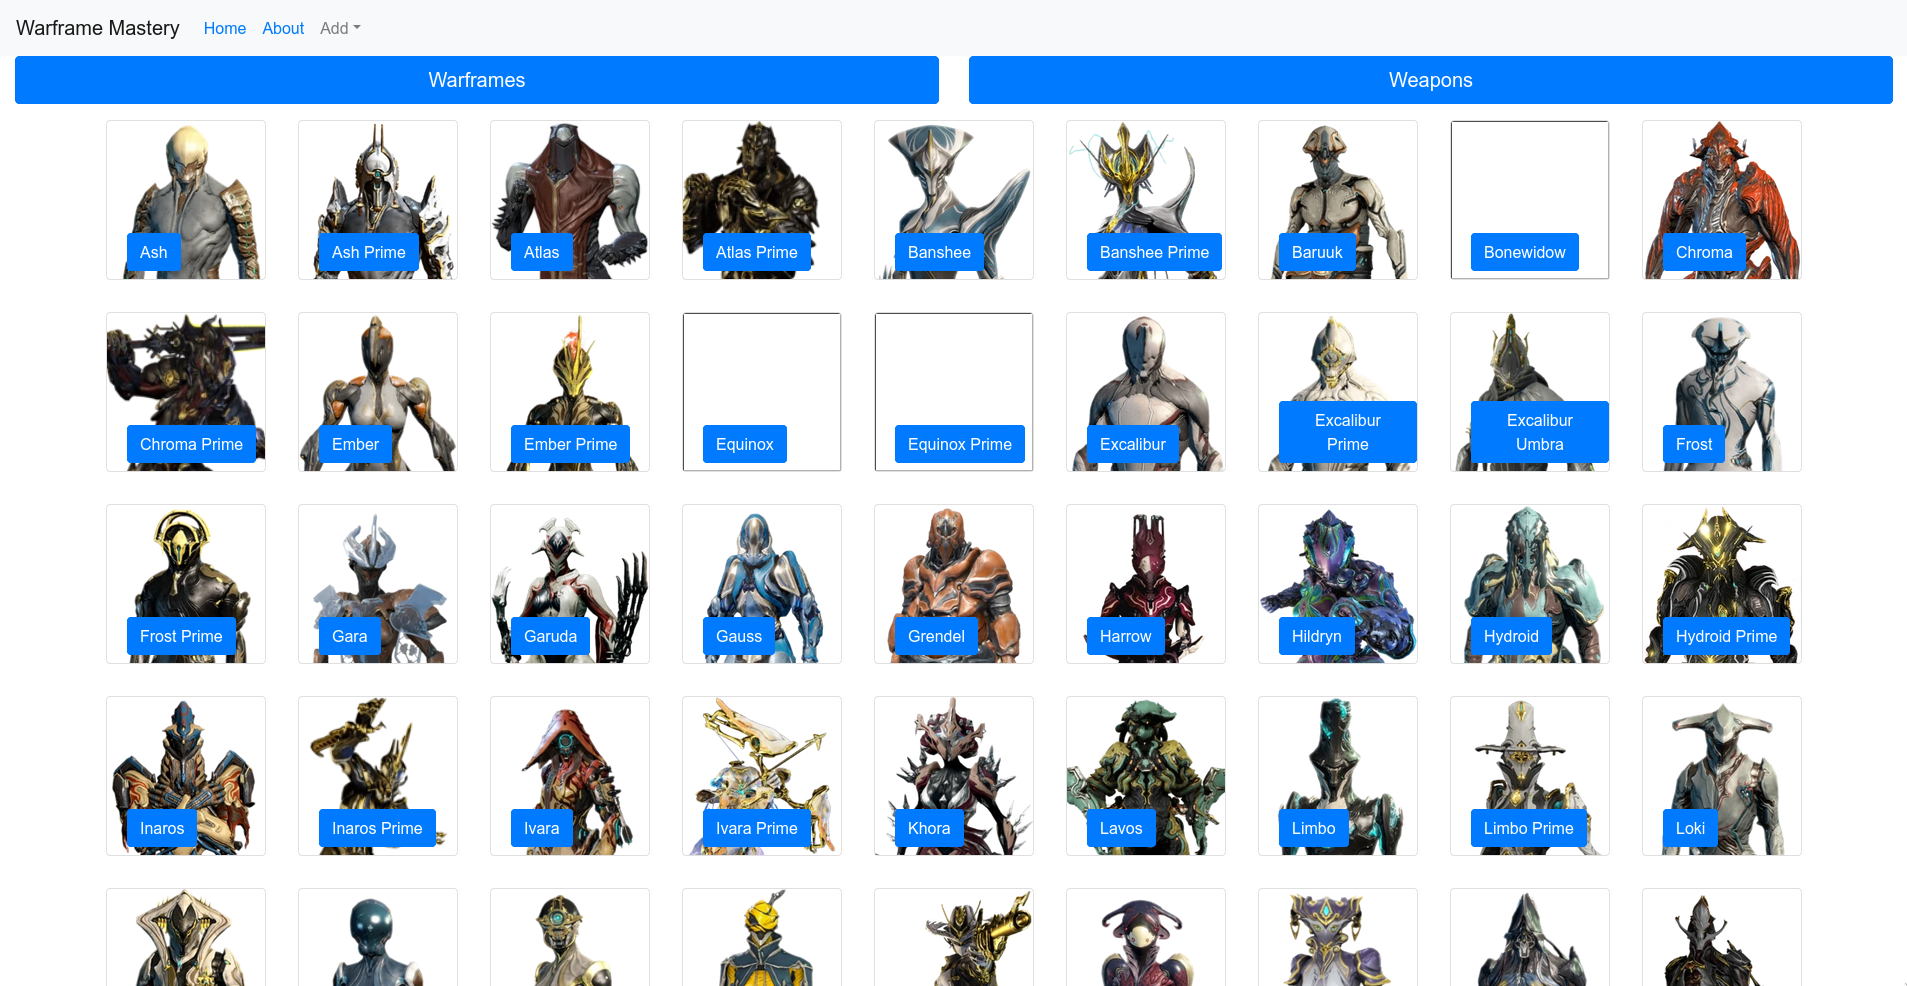 Warframe Mastery Home About Add
Warframes Weapons
Ash Ash Prime Atlas Atlas Prime Banshee Banshee Prime Baruuk Bonewidow Chroma
Chroma Prime Ember Ember Prime Equinox Equinox Prime Excalibur Excalibur Prime Excalibur Umbra Frost
Frost Prime Gara Garuda Gauss Grendel Harrow Hildryn Hydroid Hydroid Prime
Inaros Inaros Prime Ivara Ivara Prime Khora Lavos Limbo Limbo Prime Loki